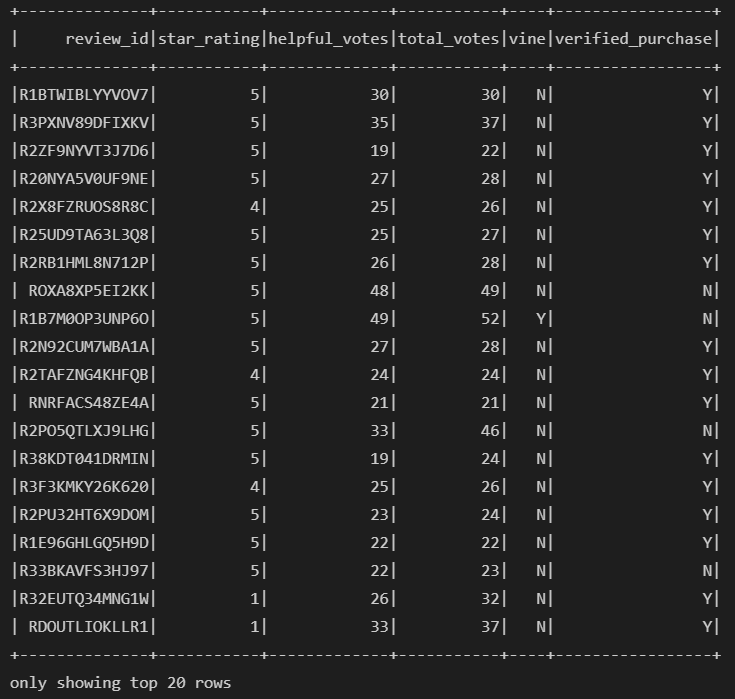 +--------------+-----------+-------------+-----------+----+-----------------+
|     review_id|star_rating|helpful_votes|total_votes|vine|verified_purchase|
+--------------+-----------+-------------+-----------+----+-----------------+
|R1BTWIBLYYVOV7|          5|           30|         30|   N|                Y|
|R3PXNV89DFIXKV|          5|           35|         37|   N|                Y|
|R2ZF9NYVT3J7D6|          5|           19|         22|   N|                Y|
|R20NYA5V0UF9NE|          5|           27|         28|   N|                Y|
|R2X8FZRUOS8R8C|          4|           25|         26|   N|                Y|
|R25UD9TA63L3Q8|          5|           25|         27|   N|                Y|
|R2RB1HML8N712P|          5|           26|         28|   N|                Y|
| ROXA8XP5EI2KK|          5|           48|         49|   N|                N|
|R1B7M0OP3UNP6O|          5|           49|         52|   Y|                N|
|R2N92CUM7WBA1A|          5|           27|         28|   N|                Y|
|R2TAFZNG4KHFQB|          4|           24|         24|   N|                Y|
| RNRFACS48ZE4A|          5|           21|         21|   N|                Y|
|R2PO5QTLXJ9LHG|          5|           33|         46|   N|                N|
|R38KDT041DRMIN|          5|           19|         24|   N|                Y|
|R3F3KMKY26K620|          4|           25|         26|   N|                Y|
|R2PU32HT6X9DOM|          5|           23|         24|   N|                Y|
|R1E96GHLGQ5H9D|          5|           22|         22|   N|                Y|
|R33BKAVFS3HJ97|          5|           22|         23|   N|                N|
|R32EUTQ34MNG1W|          1|           26|         32|   N|                Y|
| RDOUTLIOKLLR1|          1|           33|         37|   N|                Y|
+--------------+-----------+-------------+-----------+----+-----------------+
only showing top 20 rows